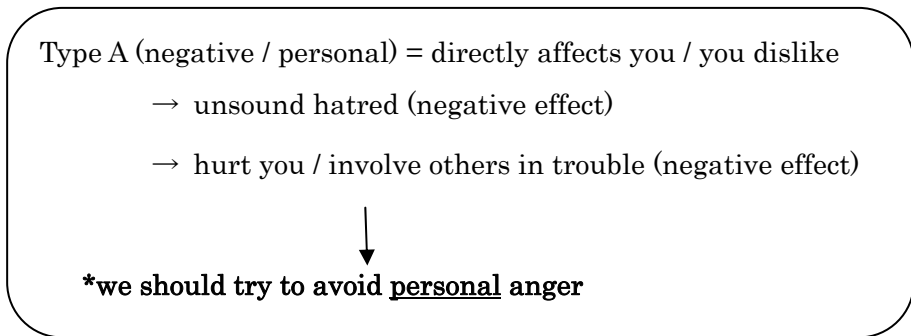 Type A (negative / personal) = directly affects you / you dislike
→ unsound hatred (negative effect)
→ hurt you / involve others in trouble (negative effect)
*we should try to avoid personal anger